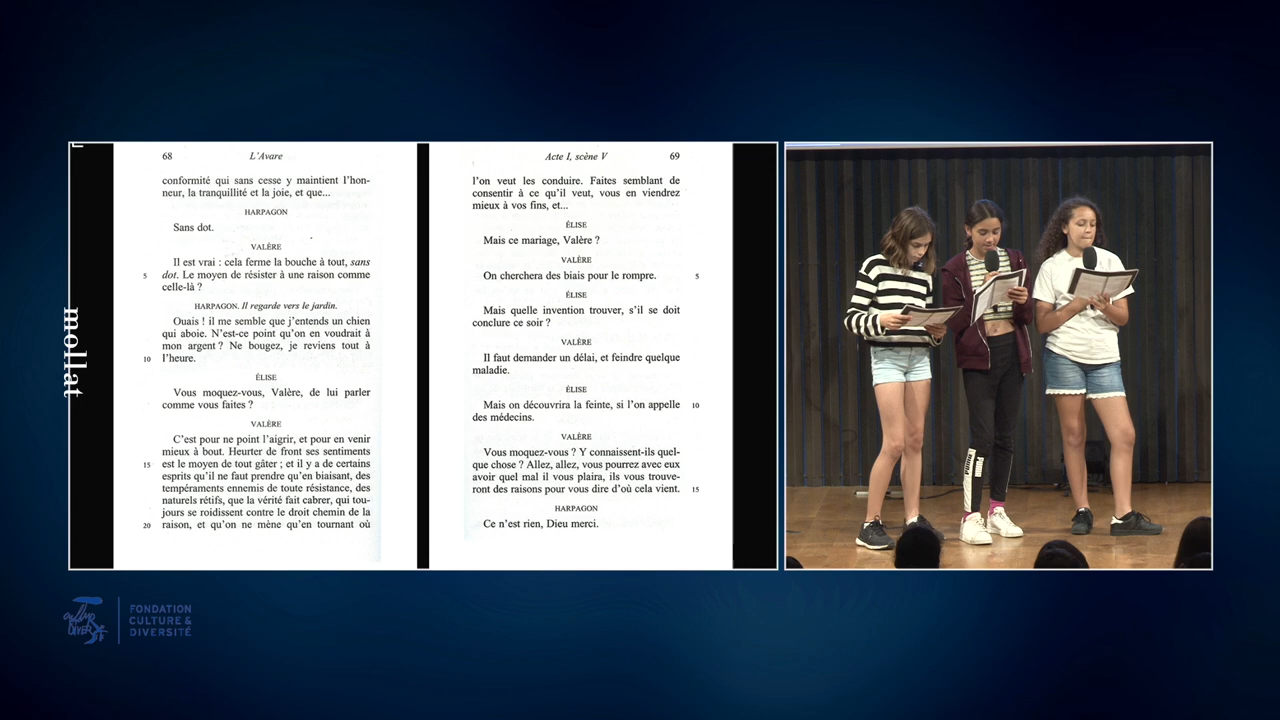 mollat
68 L'Avare
conformité qui sans cesse y maintient l'hon-
neur, la tranquillité et la joie, et que...
HARPAGON
Sans dot.
VALÈRE
Il est vrai : cela ferme la bouche à tout, sans
5 dot. Le moyen de résister à une raison comme
celle-là ?
HARPAGON. Il regarde vers le jardin.
Ouais ! il me semble que j'entends un chien
qui aboie. N'est-ce point qu'on en voudrait à
mon argent ? Ne bougez, je reviens tout à
10 l'heure.
ÉLISE
Vous moquez-vous, Valère, de lui parler
comme vous faites ?
VALÈRE
C'est pour ne point l'aigrir, et pour en venir
mieux à bout. Heurter de front ses sentiments
15 est le moyen de tout gâter ; et il y a de certains
esprits qu'il ne faut prendre qu'en biaisant, des
tempéraments ennemis de toute résistance, des
naturels rétifs, que la vérité fait cabrer, qui tou-
jours se roidissent contre le droit chemin de la
20 raison, et qu'on ne mène qu'en tournant où
Acte I, scène V 69
l'on veut les conduire. Faites semblant de
consentir à ce qu'il veut, vous en viendrez
mieux à vos fins, et...
ÉLISE
Mais ce mariage, Valère ?
VALÈRE
On cherchera des biais pour le rompre. 5
ÉLISE
Mais quelle invention trouver, s'il se doit
conclure ce soir ?
VALÈRE
Il faut demander un délai, et feindre quelque
maladie.
ÉLISE
Mais on découvrira la feinte, si l'on appelle 10
des médecins.
VALÈRE
Vous moquez-vous ? Y connaissent-ils quel-
que chose ? Allez, allez, vous pourrez avec eux
avoir quel mal il vous plaira, ils vous trouve-
ront des raisons pour vous dire d'où cela vient. 15
HARPAGON
Ce n'est rien, Dieu merci.
PUMA
FONDATION
CULTURE &
DIVERSITÉ